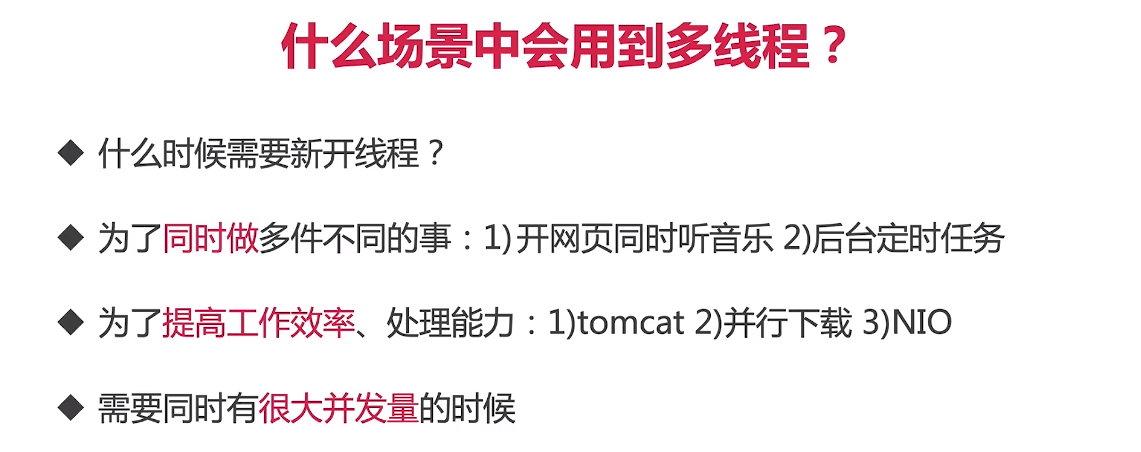 什么场景中会用到多线程？
◆ 什么时候需要新开线程？
◆ 为了同时做多件不同的事：1)开网页同时听音乐 2)后台定时任务
◆ 为了提高工作效率、处理能力：1)tomcat 2)并行下载 3)NIO
◆ 需要同时有很大并发量的时候